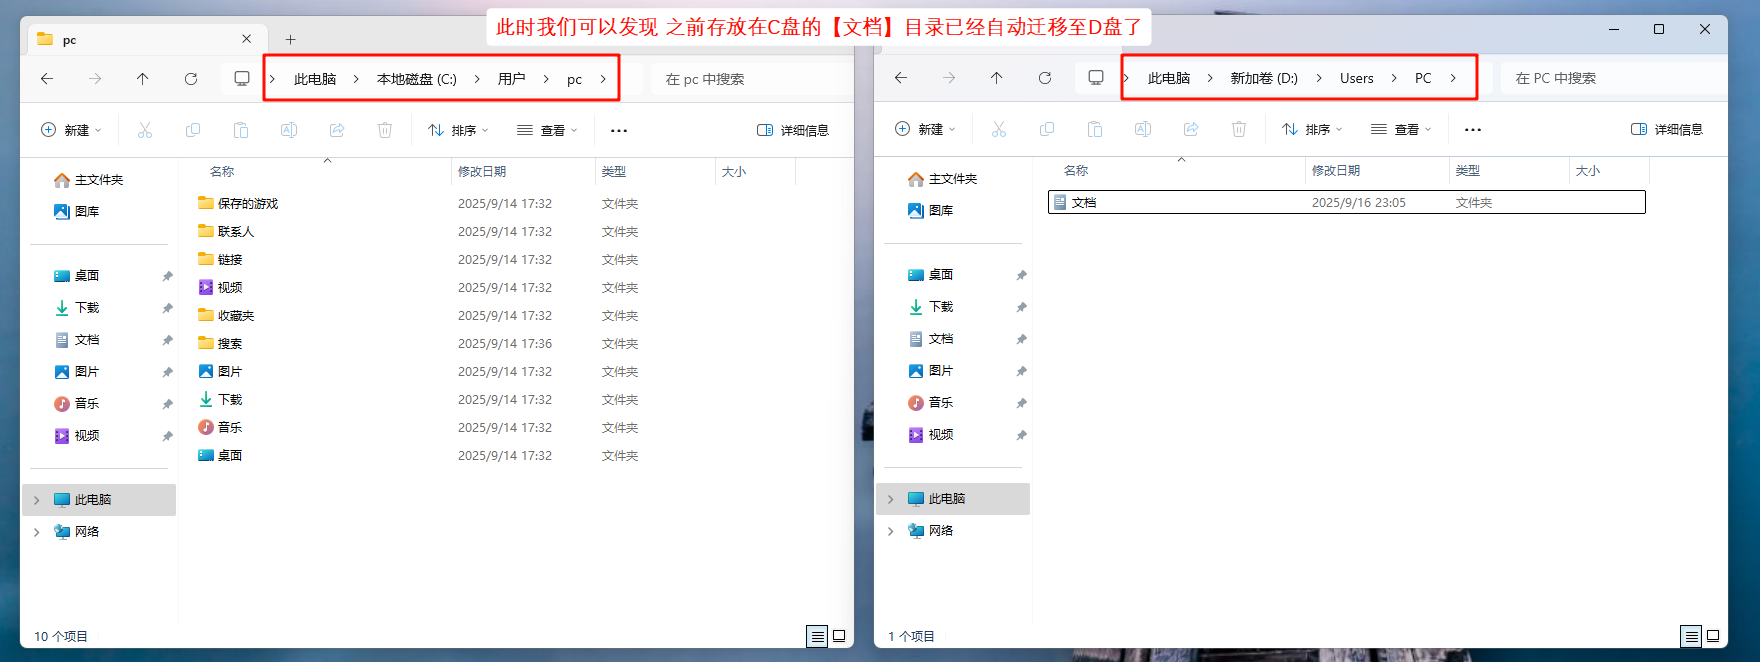 此时我们可以发现 之前存放在C盘的【文档】目录已经自动迁移至D盘了
pc
此电脑 本地磁盘 (C:) 用户 pc
在 pc 中搜索
新建 排序 查看 详细信息
名称 修改日期 类型 大小
主文件夹
图库
桌面
下载
文档
图片
音乐
视频
此电脑
网络
保存的游戏 2025/9/14 17:32 文件夹
联系人 2025/9/14 17:32 文件夹
链接 2025/9/14 17:32 文件夹
视频 2025/9/14 17:32 文件夹
收藏夹 2025/9/14 17:32 文件夹
搜索 2025/9/14 17:36 文件夹
图片 2025/9/14 17:32 文件夹
下载 2025/9/14 17:32 文件夹
音乐 2025/9/14 17:32 文件夹
桌面 2025/9/14 17:32 文件夹
10 个项目
此电脑 新加卷 (D:) Users PC
在 PC 中搜索
新建 排序 查看 详细信息
名称 修改日期 类型 大小
主文件夹
图库
桌面
下载
文档
图片
音乐
视频
此电脑
网络
文档 2025/9/16 23:05 文件夹
1 个项目